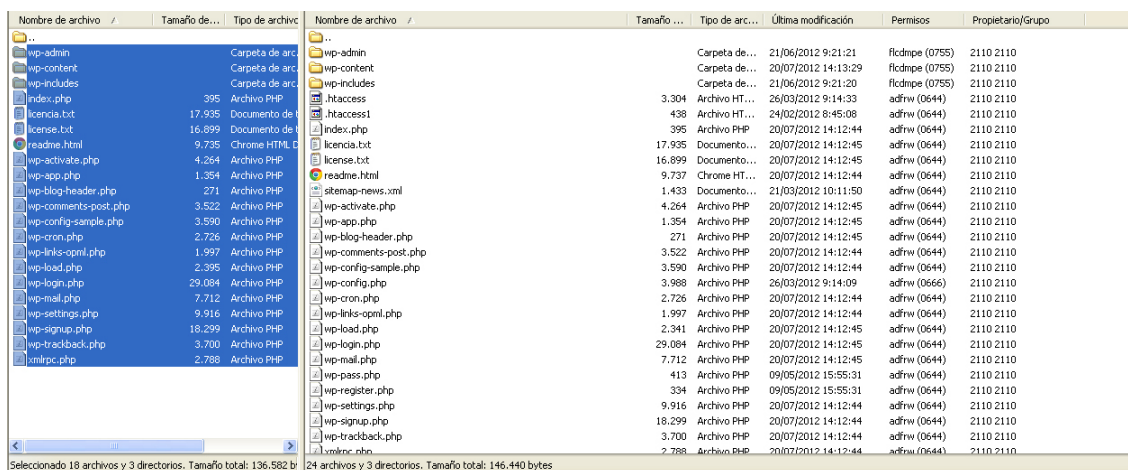 Nombre de archivo Tamaño de... Tipo de archivo
..
wp-admin Carpeta de arc
wp-content Carpeta de arc
wp-includes Carpeta de arc
index.php 395 Archivo PHP
licencia.txt 17.935 Documento de t
license.txt 16.899 Documento de t
readme.html 9.735 Chrome HTML D
wp-activate.php 4.264 Archivo PHP
wp-app.php 1.354 Archivo PHP
wp-blog-header.php 271 Archivo PHP
wp-comments-post.php 3.522 Archivo PHP
wp-config-sample.php 3.590 Archivo PHP
wp-cron.php 2.726 Archivo PHP
wp-links-opml.php 1.997 Archivo PHP
wp-load.php 2.395 Archivo PHP
wp-login.php 29.084 Archivo PHP
wp-mail.php 7.712 Archivo PHP
wp-settings.php 9.916 Archivo PHP
wp-signup.php 18.299 Archivo PHP
wp-trackback.php 3.700 Archivo PHP
xmlrpc.php 2.788 Archivo PHP
Seleccionado 18 archivos y 3 directorios. Tamaño total: 136.582 b
Nombre de archivo Tamaño ... Tipo de arc... Última modificación Permisos Propietario/Grupo
..
wp-admin Carpeta de... 21/06/2012 9:21:21 flcdmpe (0755) 2110 2110
wp-content Carpeta de... 20/07/2012 14:13:29 flcdmpe (0755) 2110 2110
wp-includes Carpeta de... 21/06/2012 9:21:20 flcdmpe (0755) 2110 2110
.htaccess 3.304 Archivo HT... 26/03/2012 9:14:33 adfrw (0644) 2110 2110
.htaccess1 438 Archivo HT... 24/02/2012 8:45:08 adfrw (0644) 2110 2110
index.php 395 Archivo PHP 20/07/2012 14:12:44 adfrw (0644) 2110 2110
licencia.txt 17.935 Documento... 20/07/2012 14:12:45 adfrw (0644) 2110 2110
license.txt 16.899 Documento... 20/07/2012 14:12:45 adfrw (0644) 2110 2110
readme.html 9.737 Chrome HT... 20/07/2012 14:12:44 adfrw (0644) 2110 2110
sitemap-news.xml 1.433 Documento... 21/03/2012 10:11:50 adfrw (0644) 2110 2110
wp-activate.php 4.264 Archivo PHP 20/07/2012 14:12:45 adfrw (0644) 2110 2110
wp-app.php 1.354 Archivo PHP 20/07/2012 14:12:45 adfrw (0644) 2110 2110
wp-blog-header.php 271 Archivo PHP 20/07/2012 14:12:45 adfrw (0644) 2110 2110
wp-comments-post.php 3.522 Archivo PHP 20/07/2012 14:12:44 adfrw (0644) 2110 2110
wp-config-sample.php 3.590 Archivo PHP 20/07/2012 14:12:44 adfrw (0644) 2110 2110
wp-config.php 3.988 Archivo PHP 26/03/2012 9:14:09 adfrw (0666) 2110 2110
wp-cron.php 2.726 Archivo PHP 20/07/2012 14:12:44 adfrw (0644) 2110 2110
wp-links-opml.php 1.997 Archivo PHP 20/07/2012 14:12:44 adfrw (0644) 2110 2110
wp-load.php 2.341 Archivo PHP 20/07/2012 14:12:45 adfrw (0644) 2110 2110
wp-login.php 29.084 Archivo PHP 20/07/2012 14:12:45 adfrw (0644) 2110 2110
wp-mail.php 7.712 Archivo PHP 20/07/2012 14:12:45 adfrw (0644) 2110 2110
wp-pass.php 413 Archivo PHP 09/05/2012 15:55:31 adfrw (0644) 2110 2110
wp-register.php 334 Archivo PHP 09/05/2012 15:55:31 adfrw (0644) 2110 2110
wp-settings.php 9.916 Archivo PHP 20/07/2012 14:12:44 adfrw (0644) 2110 2110
wp-signup.php 18.299 Archivo PHP 20/07/2012 14:12:44 adfrw (0644) 2110 2110
wp-trackback.php 3.700 Archivo PHP 20/07/2012 14:12:44 adfrw (0644) 2110 2110
xmlrpc.php 2.788 Archivo PHP 20/07/2012 14:12:44 adfrw (0644) 2110 2110
24 archivos y 3 directorios. Tamaño total: 146.440 bytes